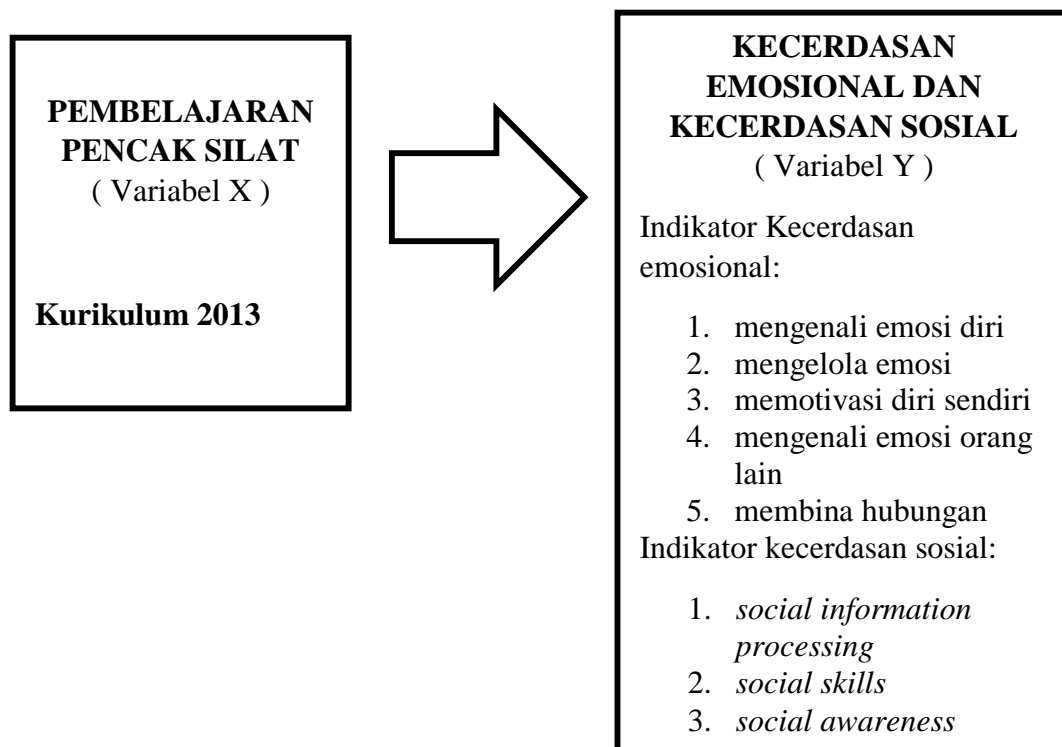 PEMBELAJARAN
PENCAK SILAT
( Variabel X )
Kurikulum 2013
KECERDASAN
EMOSIONAL DAN
KECERDASAN SOSIAL
( Variabel Y )
Indikator Kecerdasan
emosional:
1. mengenali emosi diri
2. mengelola emosi
3. memotivasi diri sendiri
4. mengenali emosi orang
lain
5. membina hubungan
Indikator kecerdasan sosial:
1. social information
processing
2. social skills
3. social awareness